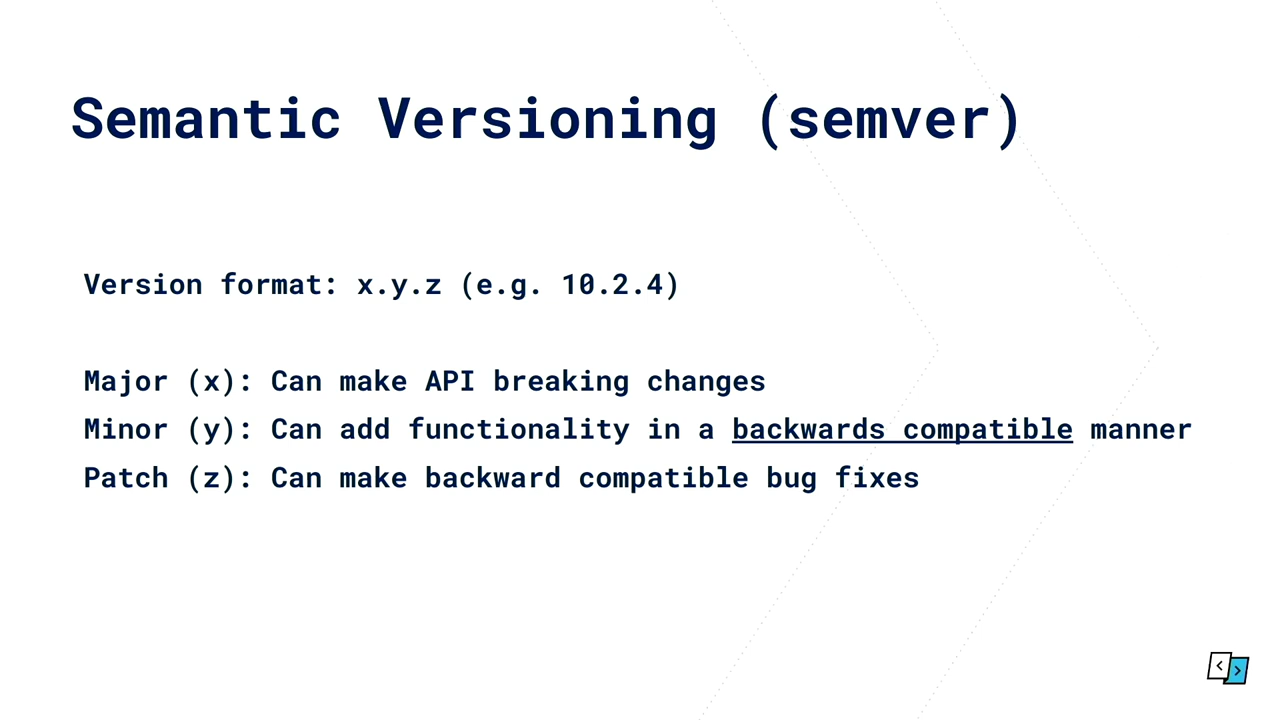 Semantic Versioning (semver)
Version format: x.y.z (e.g. 10.2.4)
Major (x): Can make API breaking changes
Minor (y): Can add functionality in a backwards compatible manner
Patch (z): Can make backward compatible bug fixes